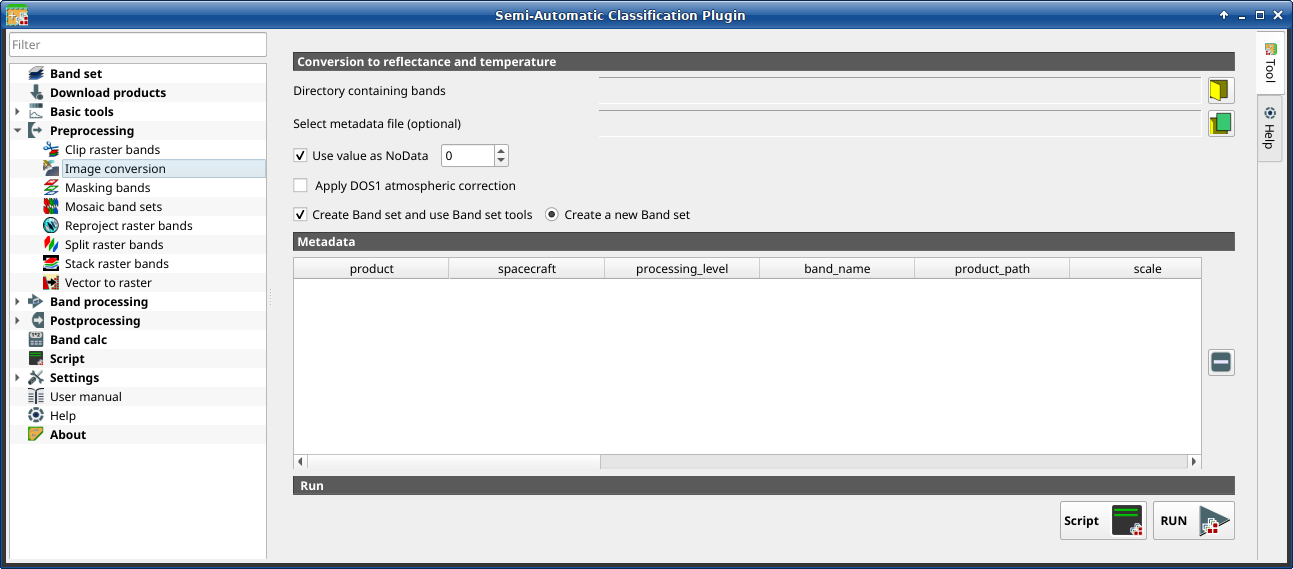 Semi-Automatic Classification Plugin
Filter
Band set
Download products
Basic tools
Preprocessing
Clip raster bands
Image conversion
Masking bands
Mosaic band sets
Reproject raster bands
Split raster bands
Stack raster bands
Vector to raster
Band processing
Postprocessing
Band calc
Script
Settings
User manual
Help
About
Conversion to reflectance and temperature
Directory containing bands
Select metadata file (optional)
Use value as NoData 0
Apply DOS1 atmospheric correction
Create Band set and use Band set tools Create a new Band set
Metadata
product spacecraft processing_level band_name product_path scale
Run
Script RUN
Tool
Help